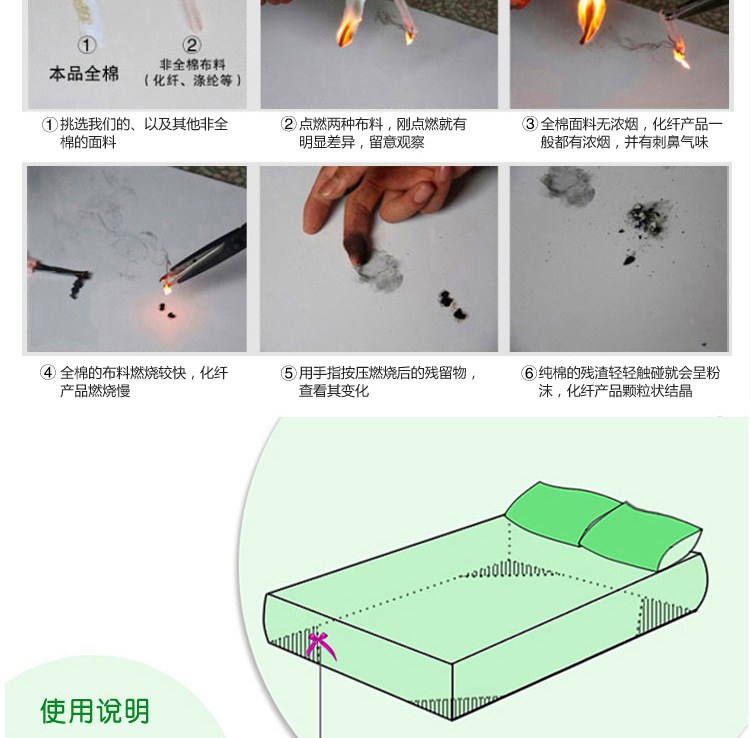 ①
本品全棉
②
非全棉布料
(化纤、涤纶等)
①挑选我们的、以及其他非全
棉的面料
②点燃两种布料，刚点燃就有
明显差异，留意观察
③全棉面料无浓烟，化纤产品一
般都有浓烟，并有刺鼻气味
④全棉的布料燃烧较快，化纤
产品燃烧慢
⑤用手指按压燃烧后的残留物，
查看其变化
⑥纯棉的残渣轻轻触碰就会呈粉
沫，化纤产品颗粒状结晶
使用说明